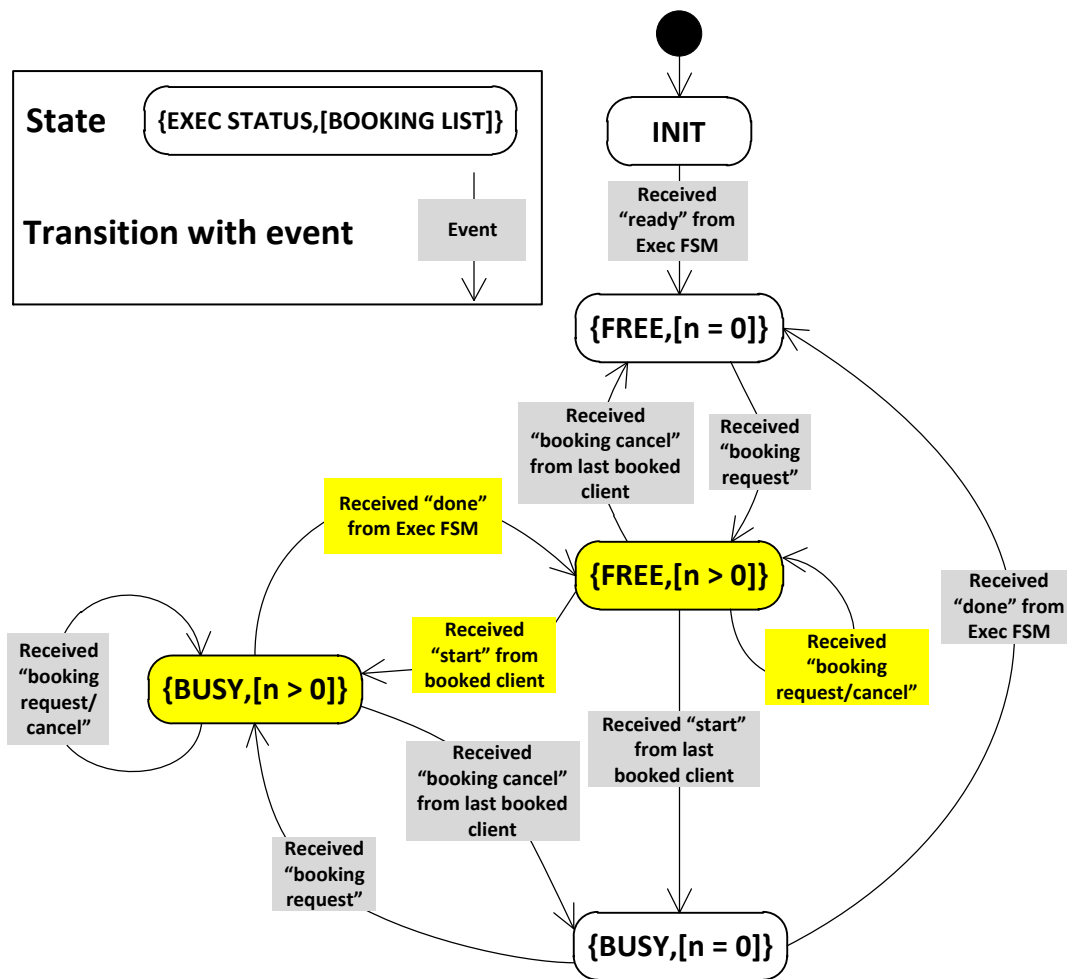 State
{EXEC STATUS,[BOOKING LIST]}
Transition with event
Event
INIT
Received
“ready” from
Exec FSM
{FREE,[n = 0]}
Received
“booking cancel”
from last booked
client
Received
“booking
request”
Received “done”
from Exec FSM
{FREE,[n > 0]}
Received
“done” from
Exec FSM
Received
“start” from
booked client
Received
“booking
request/cancel”
Received
“booking
request/
cancel”
{BUSY,[n > 0]}
Received “start”
from last
booked client
Received
“booking cancel”
from last booked
client
Received
“booking
request”
{BUSY,[n = 0]}